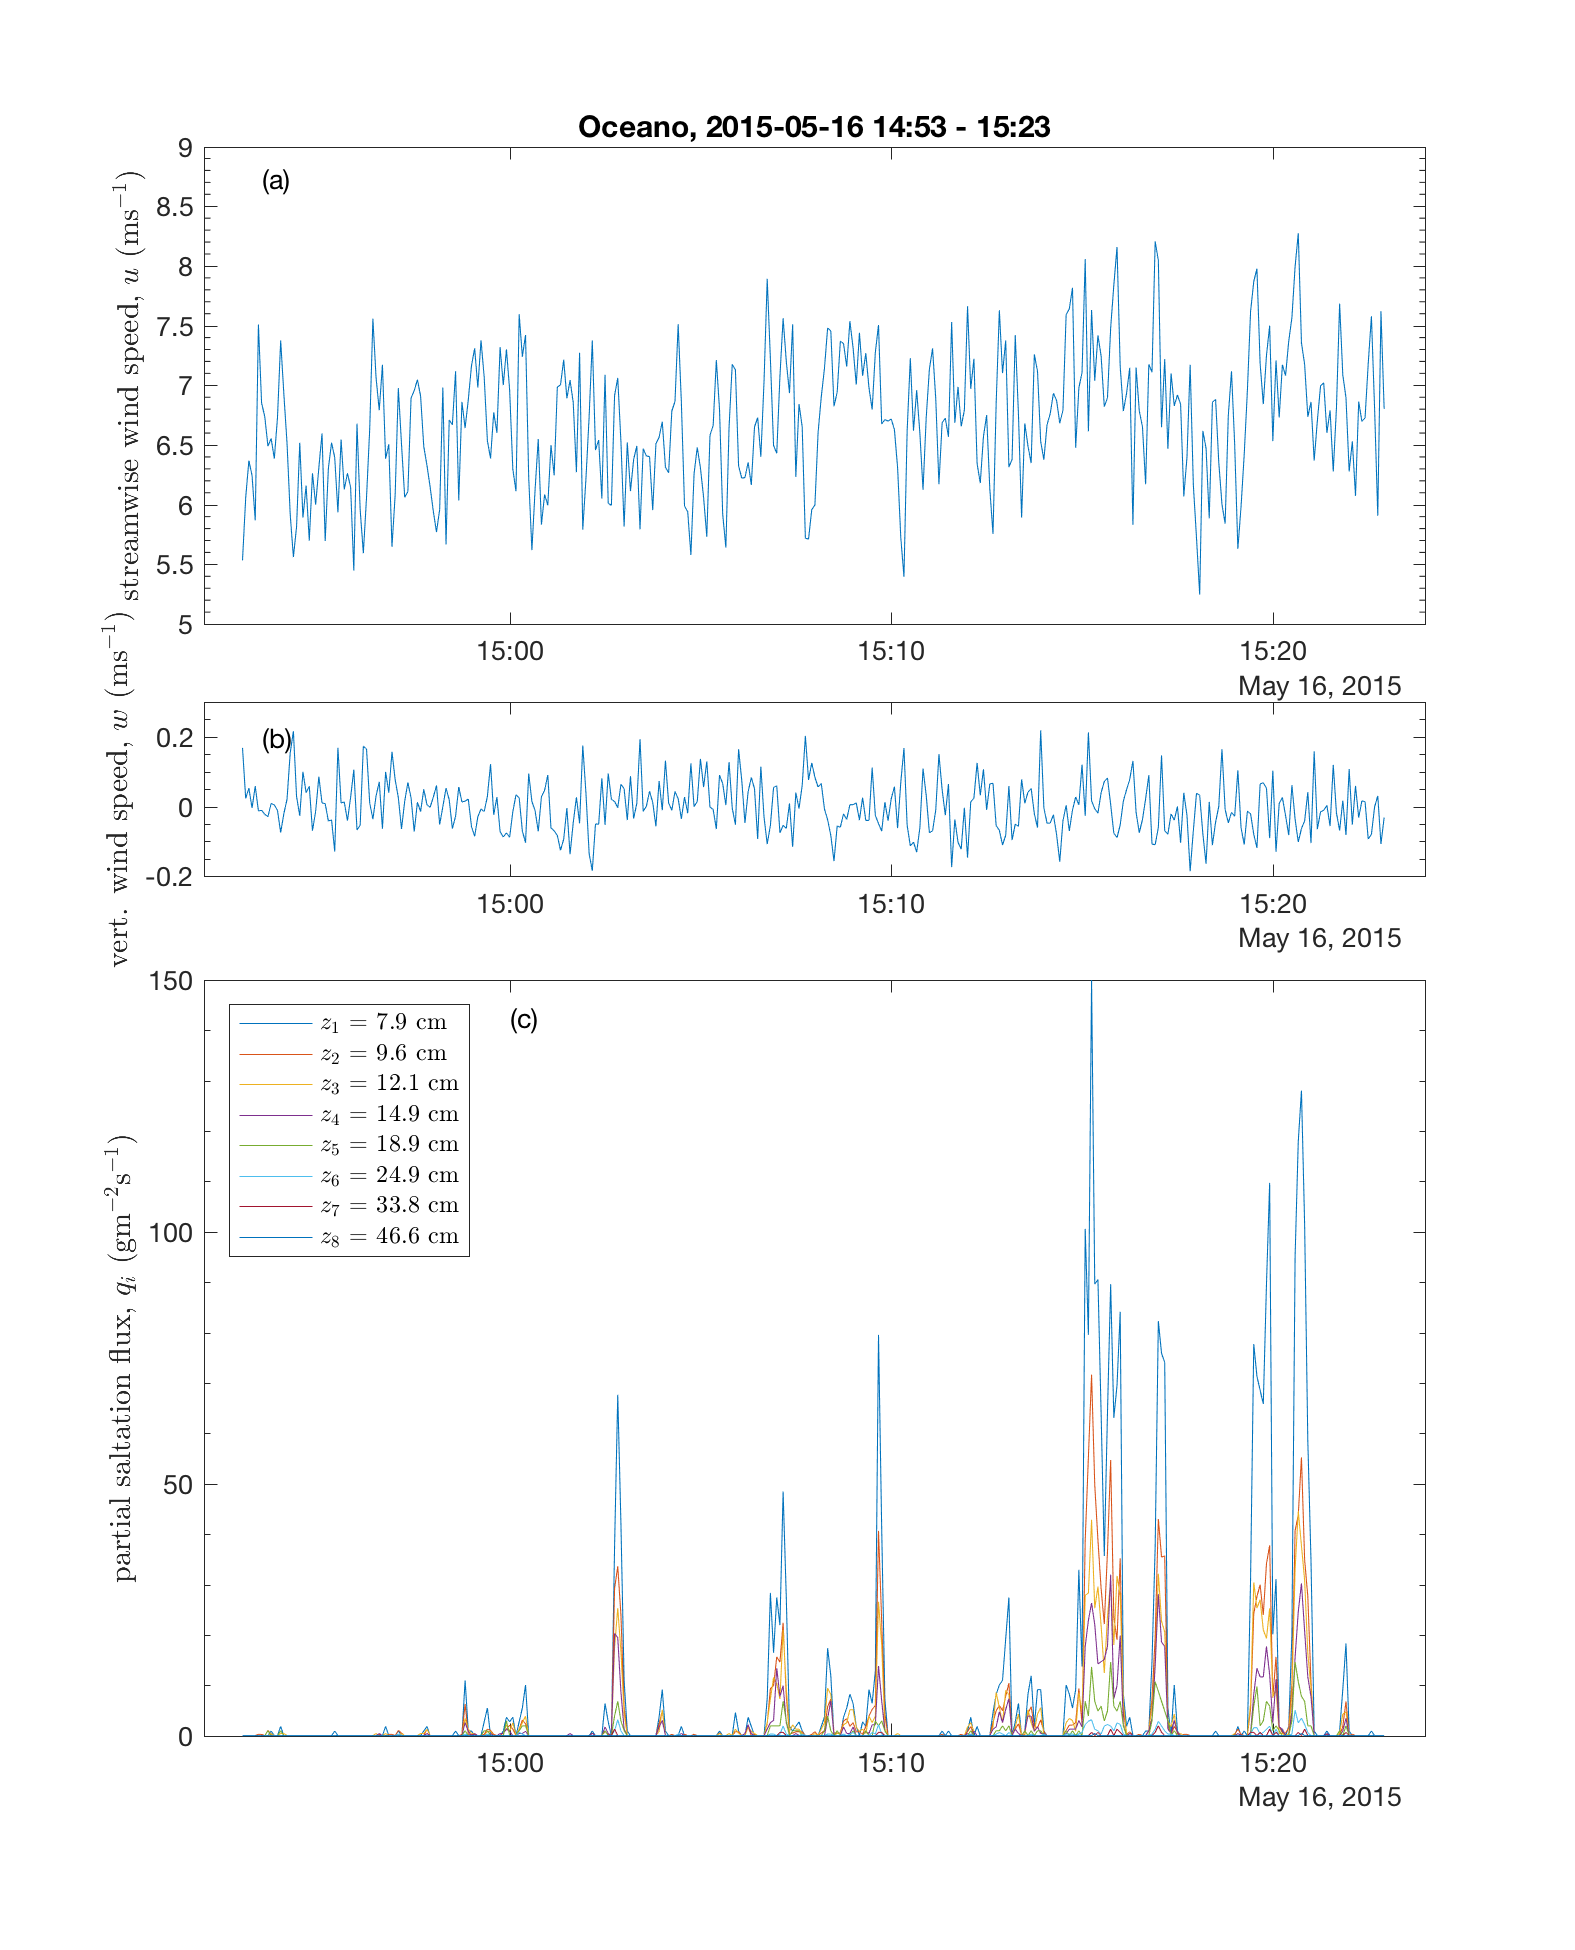 Oceano, 2015-05-16 14:53 - 15:23
(a)
streamwise wind speed, u (ms⁻¹)
9
8.5
8
7.5
7
6.5
6
5.5
5
15:00 15:10 15:20
May 16, 2015
(b)
vert. wind speed, w (ms⁻¹)
0.2
0
-0.2
15:00 15:10 15:20
May 16, 2015
(c)
partial saltation flux, qᵢ (gm⁻²s⁻¹)
150
100
50
0
z₁ = 7.9 cm
z₂ = 9.6 cm
z₃ = 12.1 cm
z₄ = 14.9 cm
z₅ = 18.9 cm
z₆ = 24.9 cm
z₇ = 33.8 cm
z₈ = 46.6 cm
15:00 15:10 15:20
May 16, 2015